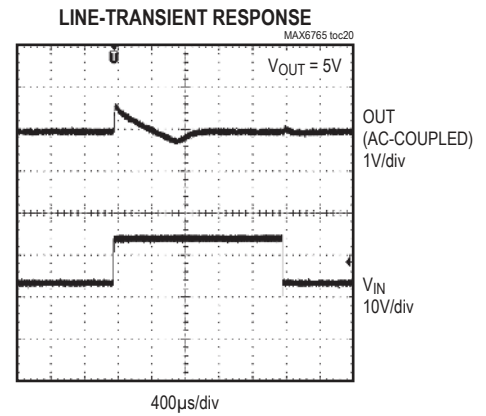 LINE-TRANSIENT RESPONSE
MAX6765 toc20
VOUT = 5V
OUT
(AC-COUPLED)
1V/div
VIN
10V/div
400µs/div
T